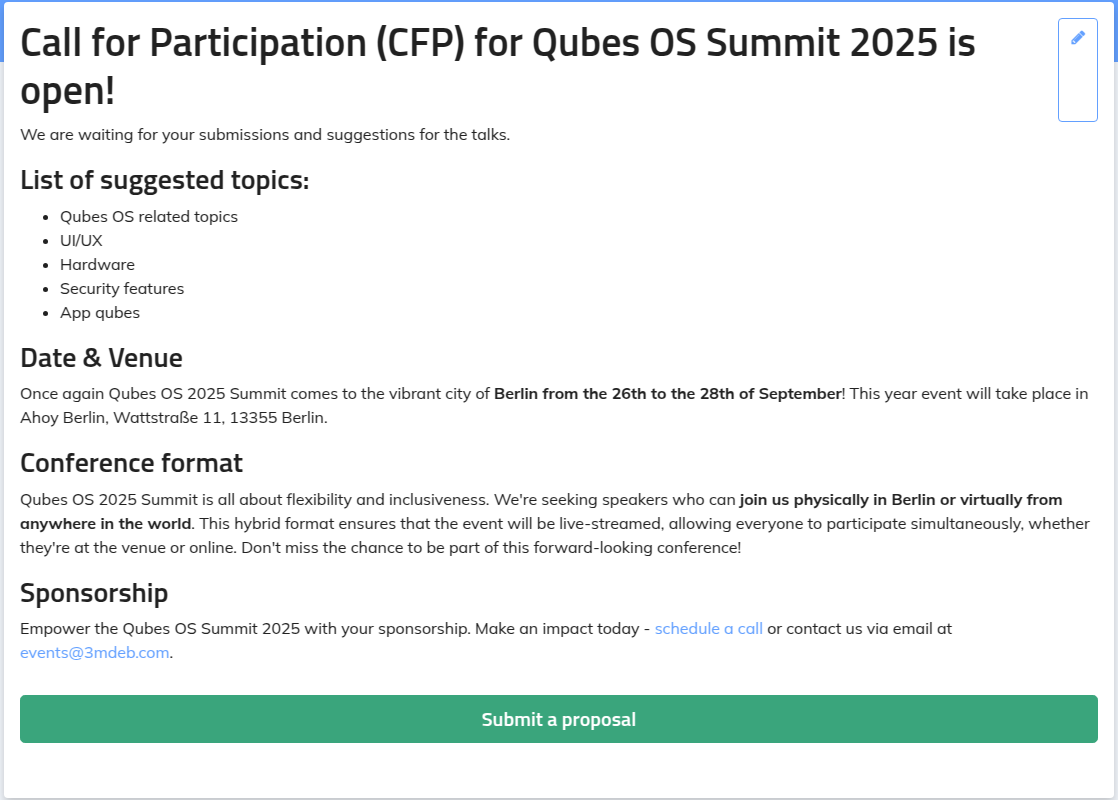 Call for Participation (CFP) for Qubes OS Summit 2025 is
open!
We are waiting for your submissions and suggestions for the talks.
List of suggested topics:
Qubes OS related topics
UI/UX
Hardware
Security features
App qubes
Date & Venue
Once again Qubes OS 2025 Summit comes to the vibrant city of Berlin from the 26th to the 28th of September! This year event will take place in
Ahoy Berlin, Wattstraße 11, 13355 Berlin.
Conference format
Qubes OS 2025 Summit is all about flexibility and inclusiveness. We're seeking speakers who can join us physically in Berlin or virtually from
anywhere in the world. This hybrid format ensures that the event will be live-streamed, allowing everyone to participate simultaneously, whether
they're at the venue or online. Don't miss the chance to be part of this forward-looking conference!
Sponsorship
Empower the Qubes OS Summit 2025 with your sponsorship. Make an impact today - schedule a call or contact us via email at
events@3mdeb.com.
Submit a proposal